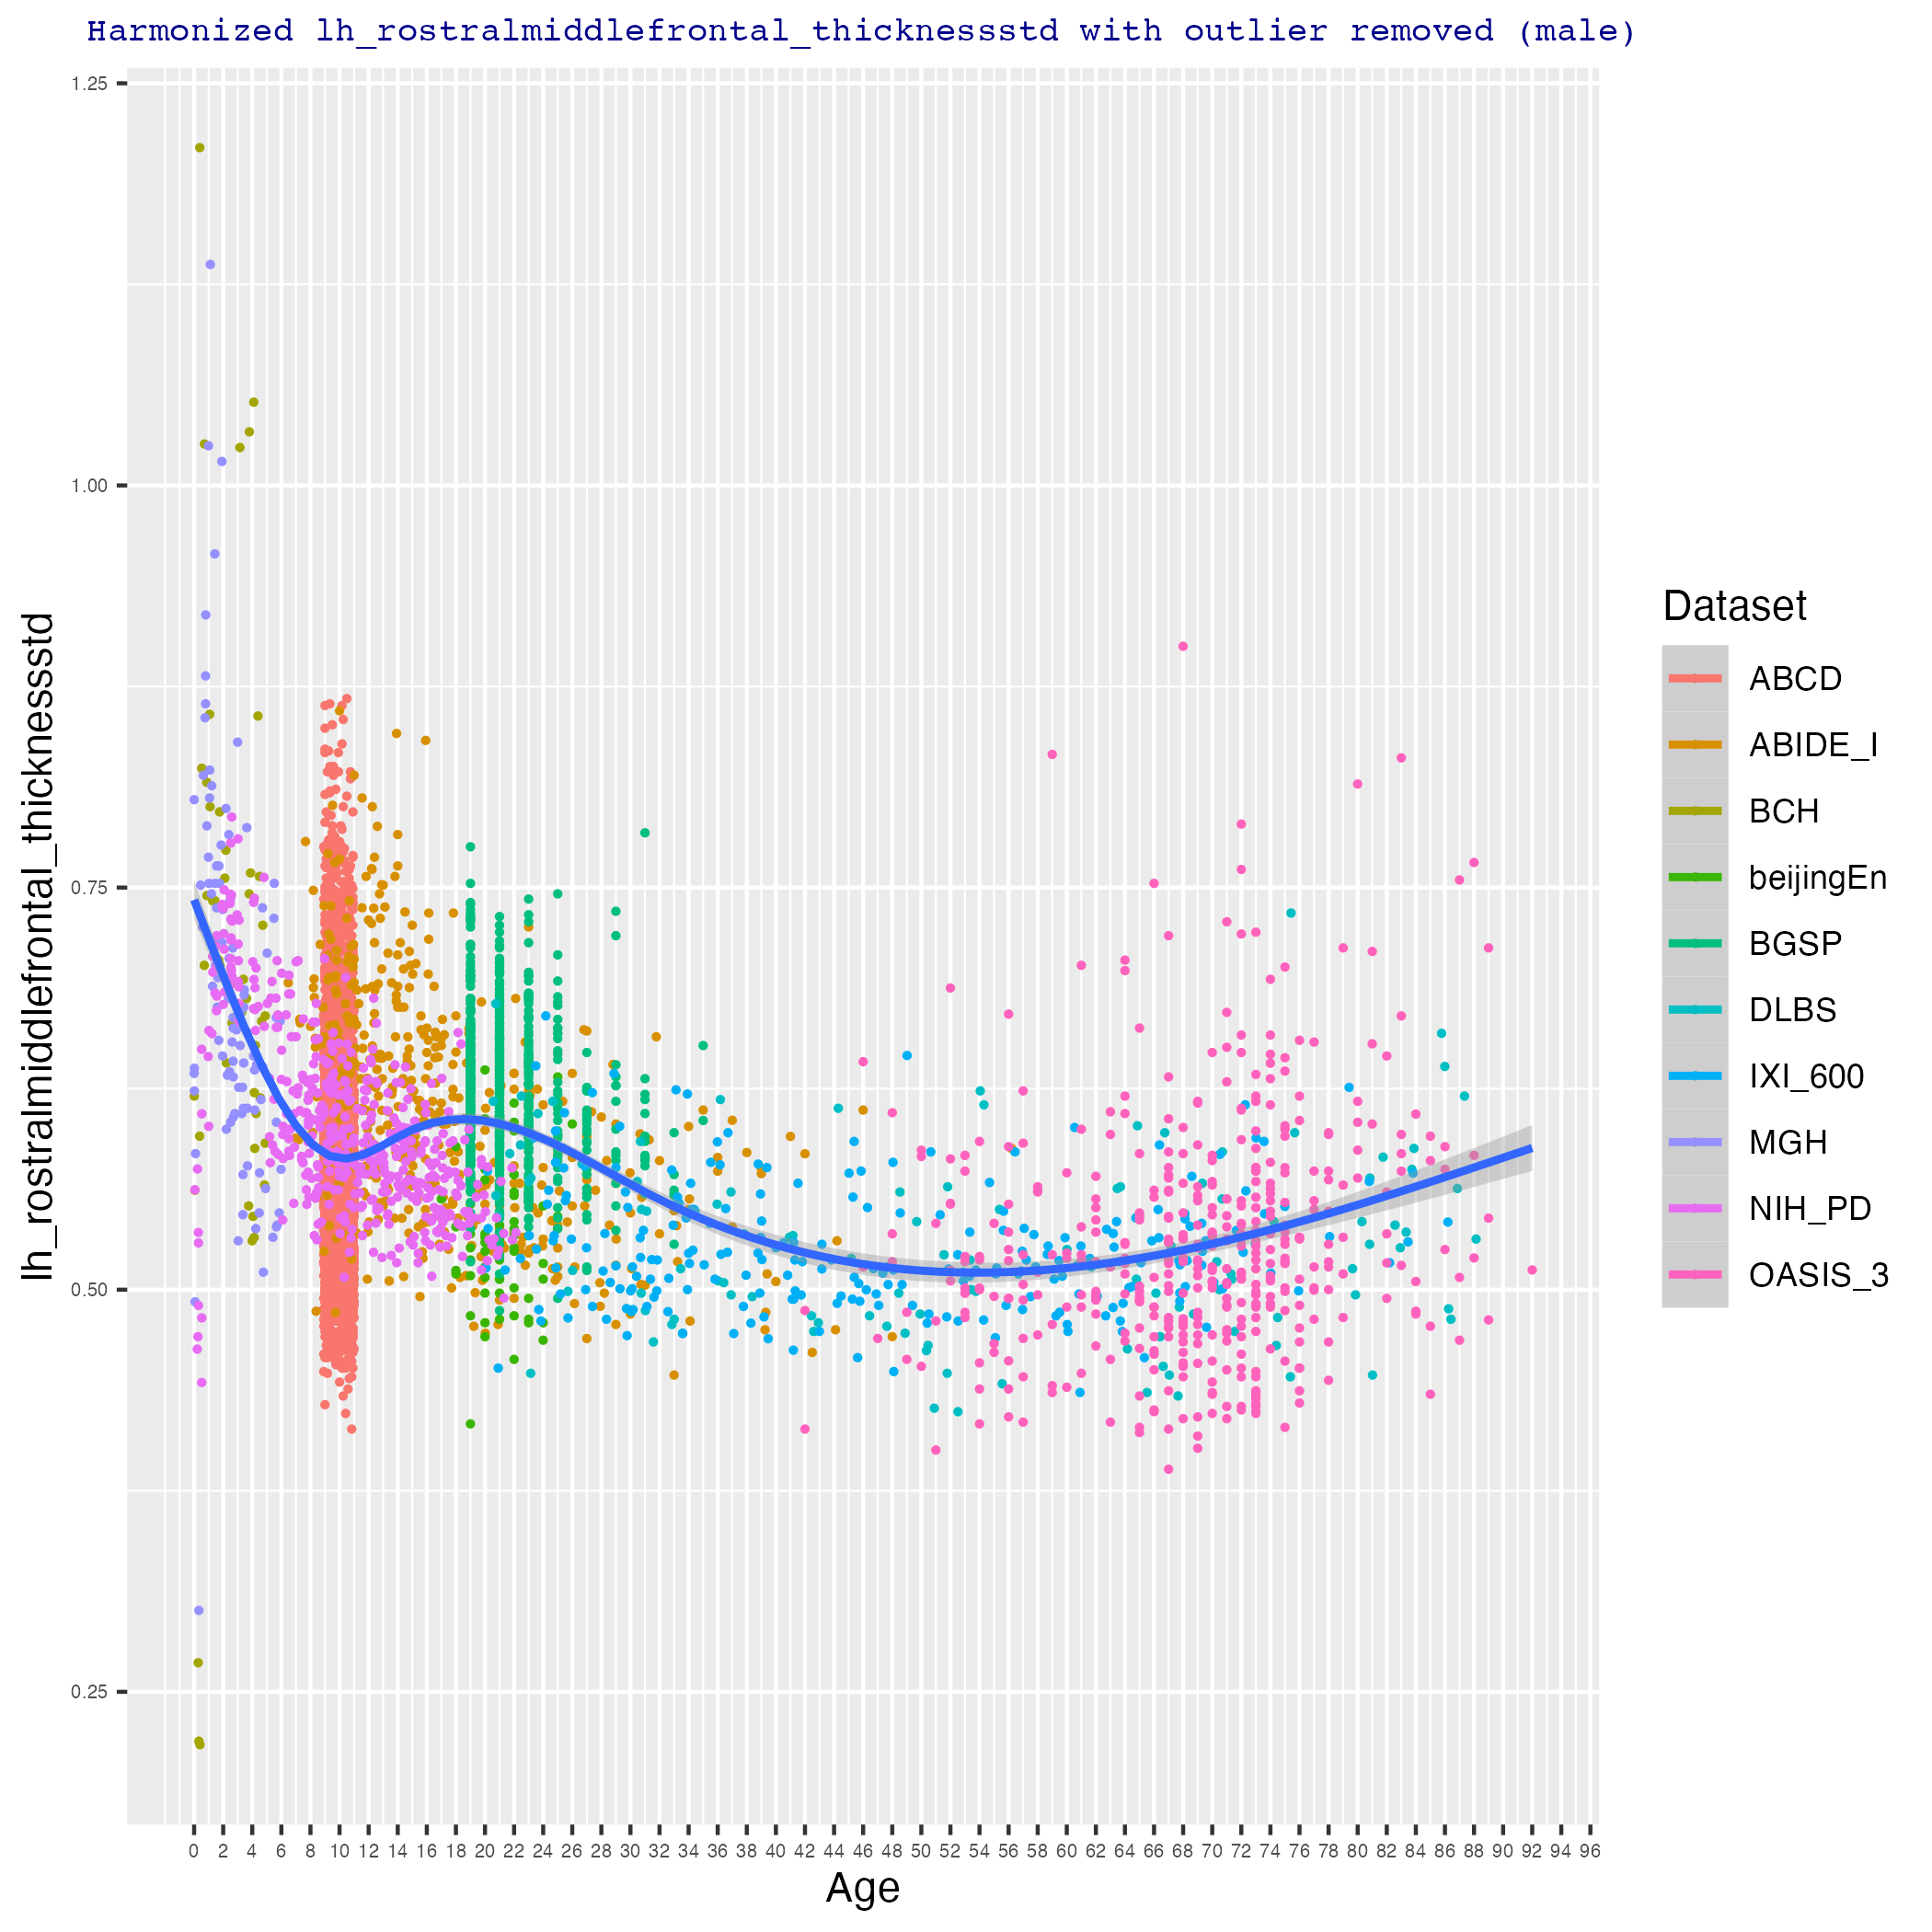 Harmonized lh_rostralmiddlefrontal_thicknessstd with outlier removed (male)
lh_rostralmiddlefrontal_thicknessstd
1.25
1.00
0.75
0.50
0.25
0 2 4 6 8 10 12 14 16 18 20 22 24 26 28 30 32 34 36 38 40 42 44 46 48 50 52 54 56 58 60 62 64 66 68 70 72 74 76 78 80 82 84 86 88 90 92 94 96
Age
Dataset
ABCD
ABIDE_I
BCH
beijingEn
BGSP
DLBS
IXI_600
MGH
NIH_PD
OASIS_3